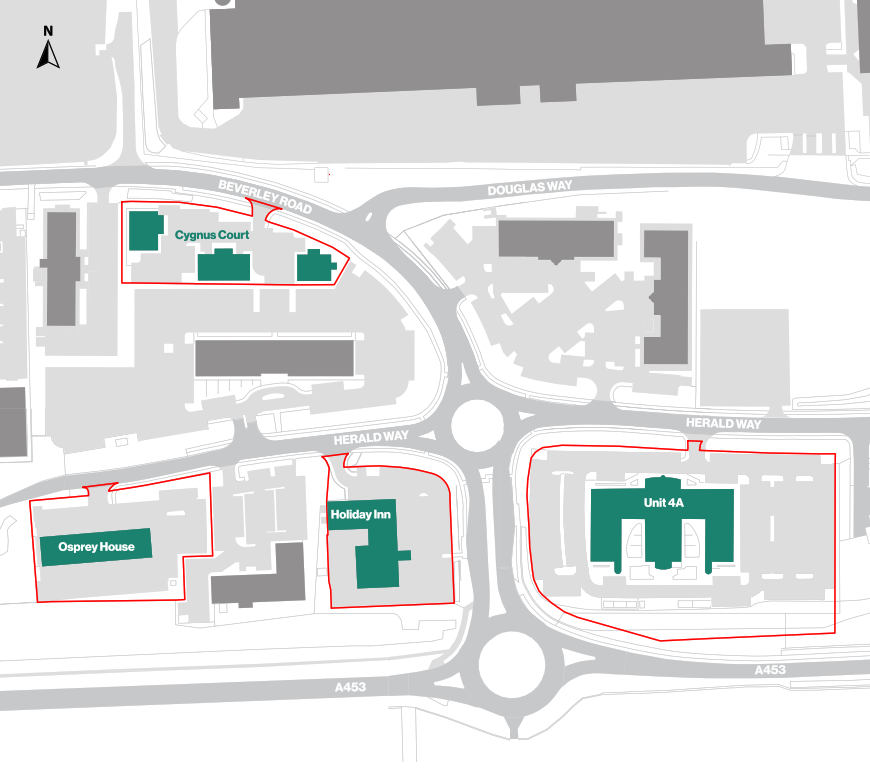 N
BEVERLEY ROAD
DOUGLAS WAY
Cygnus Court
HERALD WAY
HERALD WAY
Unit 4A
Holiday Inn
Osprey House
A453
A453